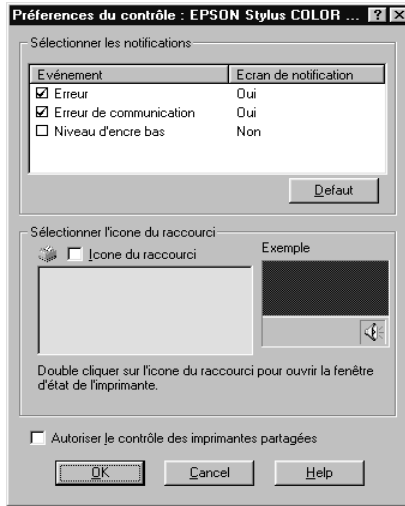 Préferences du contrôle : EPSON Stylus COLOR ... ? X
Sélectionner les notifications
Evénement Ecran de notification
Erreur Oui
Erreur de communication Oui
Niveau d'encre bas Non
Defaut
Sélectionner l'icone du raccourci
Icone du raccourci Exemple
Double cliquer sur l'icone du raccourci pour ouvrir la fenêtre
d'état de l'imprimante.
Autoriser le contrôle des imprimantes partagées
OK Cancel Help